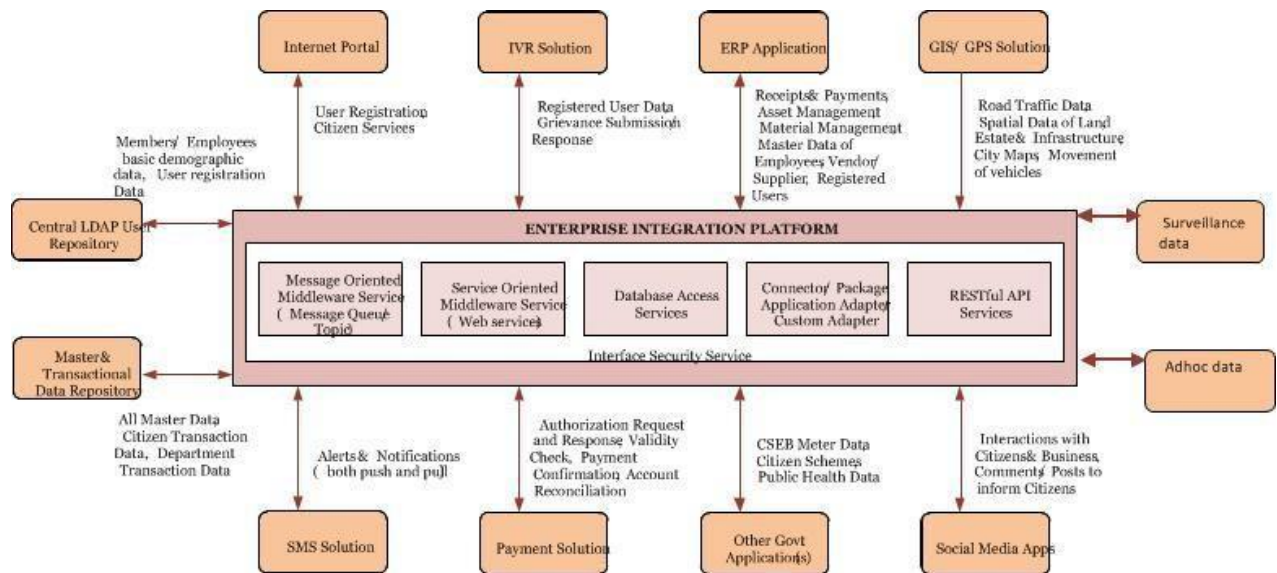 Internet Portal
IVR Solution
ERP Application
GIS/ GPS Solution
User Registration,
Citizen Services
Registered User Data,
Grievance Submission,
Response
Receipts& Payments,
Asset Management,
Material Management,
Master Data of
Employees, Vendor/
Supplier, Registered
Users
Road Traffic Data,
Spatial Data of Land,
Estate& Infrastructure,
City Maps, Movement
of vehicles
Members/ Employees
basic demographic
data, User registration
Data
Central LDAP User
Repository
Surveillance
data
ENTERPRISE INTEGRATION PLATFORM
Message Oriented
Middleware Service
( Message Queue/
Topic)
Service Oriented
Middleware Service
( Web services)
Database Access
Services
Connector/ Package
Application Adapter/
Custom Adapter
RESTful API
Services
Interface Security Service
Master&
Transactional
Data Repository
Adhoc data
All Master Data,
Citizen Transaction
Data, Department
Transaction Data
Alerts& Notifications
( both push and pull)
Authorization Request
and Response, Validity
Check, Payment
Confirmation, Account
Reconciliation
CSEB Meter Data,
Citizen Schemes,
Public Health Data
Interactions with
Citizens& Business,
Comments/ Posts to
inform Citizens
SMS Solution
Payment Solution
Other Govt
Application(s)
Social Media Apps